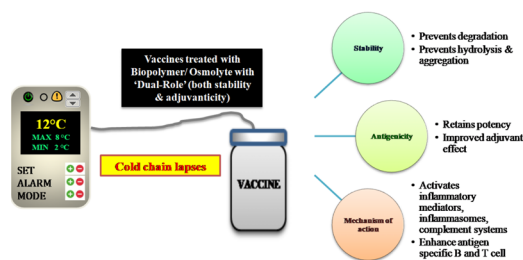 Vaccines treated with
Biopolymer/ Osmolyte with
'Dual-Role' (both stability
& adjuvanticity)
12°C
MAX 8°C
MIN 2°C
SET
ALARM
MODE
Cold chain lapses
VACCINE
Stability
• Prevents degradation
• Prevents hydrolysis &
aggregation
Antigenicity
• Retains potency
• Improved adjuvant
effect
Mechanism of
action
• Activates
inflammatory
mediators,
inflammasomes,
complement systems
• Enhance antigen
specific B and T cell